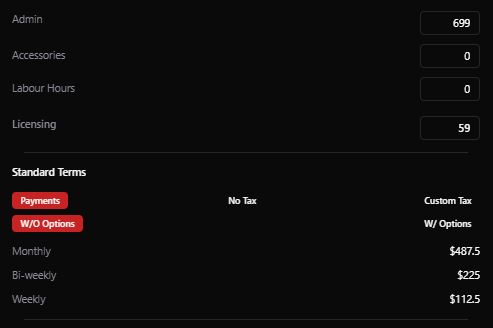 Admin 699
Accessories 0
Labour Hours 0
Licensing 59
Standard Terms
Payments No Tax Custom Tax
W/O Options W/ Options
Monthly $487.5
Bi-weekly $225
Weekly $112.5